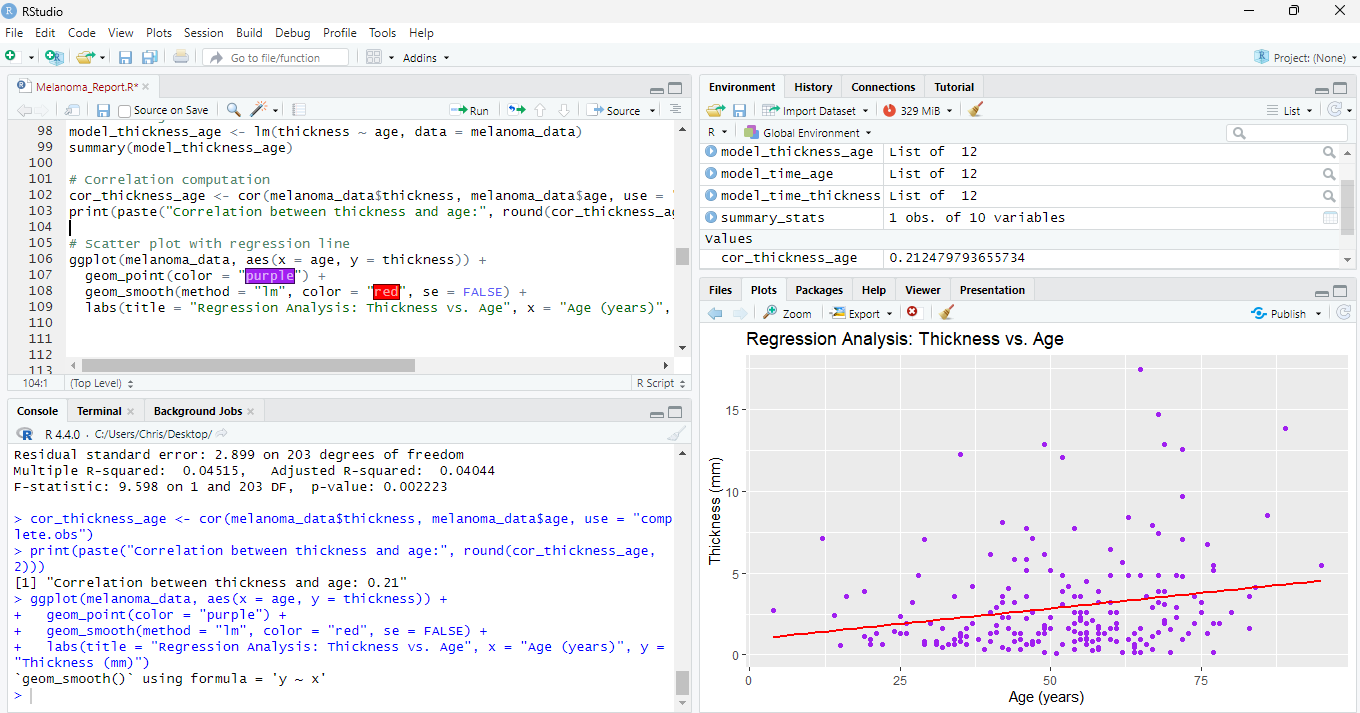 RStudio
File Edit Code View Plots Session Build Debug Profile Tools Help
Go to file/function Addins Project: (None)
Melanoma_Report.R*
Source on Save Run Source
98 model_thickness_age <- lm(thickness ~ age, data = melanoma_data)
99 summary(model_thickness_age)
100
101 # Correlation computation
102 cor_thickness_age <- cor(melanoma_data$thickness, melanoma_data$age, use =
103 print(paste("Correlation between thickness and age:", round(cor_thickness_ag
104
105 # Scatter plot with regression line
106 ggplot(melanoma_data, aes(x = age, y = thickness)) +
107 geom_point(color = "purple") +
108 geom_smooth(method = "lm", color = "red", se = FALSE) +
109 labs(title = "Regression Analysis: Thickness vs. Age", x = "Age (years)",
110
111
112
113
104:1 (Top Level) R Script
Console Terminal Background Jobs
R 4.4.0 · C:/Users/Chris/Desktop/
Residual standard error: 2.899 on 203 degrees of freedom
Multiple R-squared: 0.04515, Adjusted R-squared: 0.04044
F-statistic: 9.598 on 1 and 203 DF, p-value: 0.002223
> cor_thickness_age <- cor(melanoma_data$thickness, melanoma_data$age, use = "comp
lete.obs")
> print(paste("Correlation between thickness and age:", round(cor_thickness_age,
2)))
[1] "Correlation between thickness and age: 0.21"
> ggplot(melanoma_data, aes(x = age, y = thickness)) +
+ geom_point(color = "purple") +
+ geom_smooth(method = "lm", color = "red", se = FALSE) +
+ labs(title = "Regression Analysis: Thickness vs. Age", x = "Age (years)", y =
"Thickness (mm)")
`geom_smooth()` using formula = 'y ~ x'
>
Environment History Connections Tutorial
Import Dataset 329 MiB List
R Global Environment
model_thickness_age List of 12
model_time_age List of 12
model_time_thickness List of 12
summary_stats 1 obs. of 10 variables
Values
cor_thickness_age 0.212479793655734
Files Plots Packages Help Viewer Presentation
Zoom Export Publish
Regression Analysis: Thickness vs. Age
Thickness (mm)
15
10
5
0
0 25 50 75
Age (years)